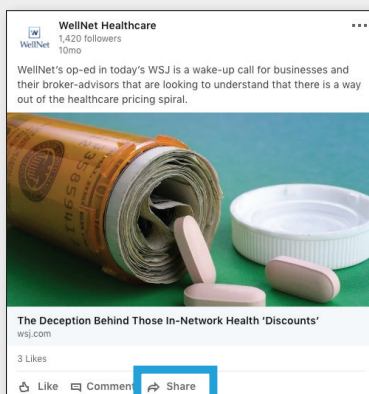 W
WellNet
WellNet Healthcare
1,420 followers
10mo
...
WellNet's op-ed in today's WSJ is a wake-up call for businesses and
their broker-advisors that are looking to understand that there is a way
out of the healthcare pricing spiral.
The Deception Behind Those In-Network Health 'Discounts'
wsj.com
3 Likes
Like Comment Share